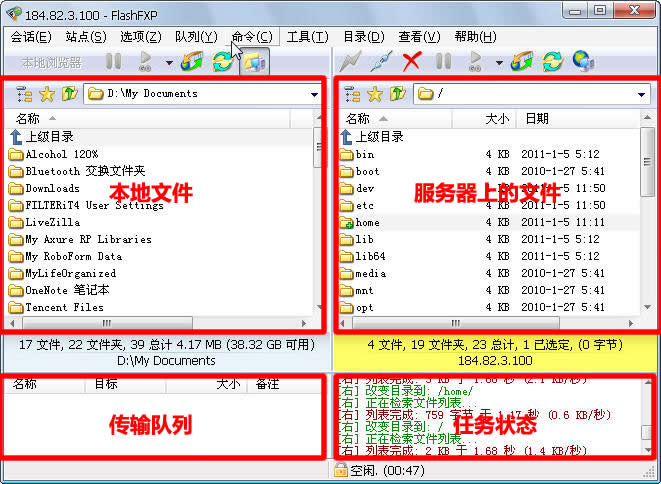 184.82.3.100 - FlashFXP
会话(E) 站点(S) 选项(Z) 队列(Y) 命令(C) 工具(T) 目录(D) 查看(V) 帮助(H)
本地浏览器
D:\My Documents
名称
上级目录
Alcohol 120%
Bluetooth 交换文件夹
Downloads
FILTERiT4 User Settings
LiveZilla
My Axure RP Libraries
My RoboForm Data
MyLifeOrganized
OneNote 笔记本
Tencent Files
本地文件
17 文件, 22 文件夹, 39 总计 4.17 MB (38.32 GB 可用)
D:\My Documents
/
名称 大小 日期
上级目录
bin 4 KB 2011-1-5 5:12
boot 4 KB 2010-1-27 5:41
dev 4 KB 2011-1-5 11:50
etc 4 KB 2011-1-5 11:50
home 4 KB 2011-1-5 11:11
lib 4 KB 2011-1-5 5:12
lib64 4 KB 2011-1-5 5:12
media 4 KB 2010-1-27 5:41
mnt 4 KB 2010-1-27 5:41
opt 4 KB 2010-1-27 5:41
服务器上的文件
4 文件, 19 文件夹, 23 总计, 1 已选定, (0 字节)
184.82.3.100
名称 目标 大小 备注
传输队列
[右] 列表完成: 3 KB 于 1.68 秒 (2.1 KB/秒)
[右] 改变目录到: /home/
[右] 正在检索文件列表...
[右] 列表完成: 759 字节 于 1.17 秒 (0.6 KB/秒)
[右] 改变目录到: /
[右] 正在检索文件列表...
[右] 列表完成: 2 KB 于 1.68 秒 (1.4 KB/秒)
任务状态
空闲. (00:47)